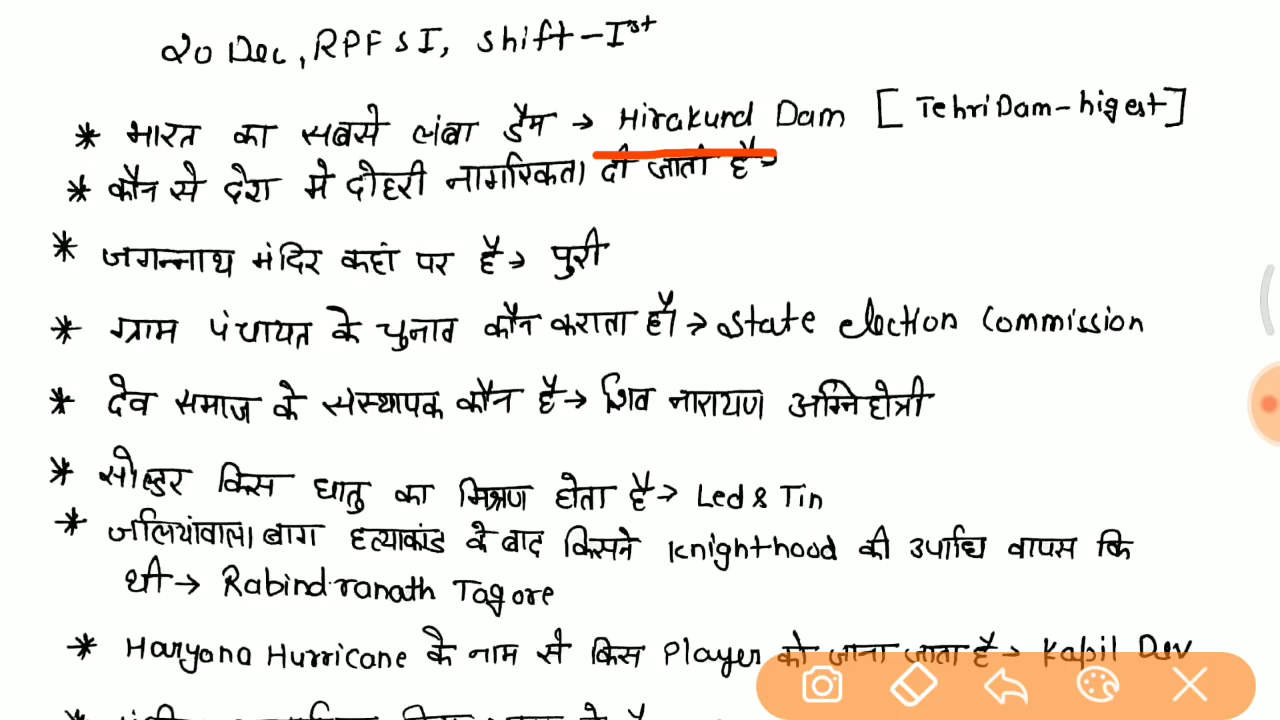 20 Dec, RPF SI, Shift-Ist
* भारत का सबसे लंबा डैम → Hirakund Dam [Tehri Dam-higest]
* कौन से देश में दोहरी नागरिकता दी जाती है→
* जगन्नाथ मंदिर कहां पर है→ पुरी
* ग्राम पंचायत के चुनाव कौन कराता है। → State election commission
* देव समाज के संस्थापक कौन है→ शिव नारायण अग्निहोत्री
* सोल्डर किस धातु का मिश्रण होता है→ Led & Tin
* जलियांवाला बाग हत्याकांड के बाद किसने knighthood की उपाधि वापस कि
थी→ Rabindranath Tagore
* Haryana Hurricane के नाम से किस Player को जाना जाता है→ Kapil Dev